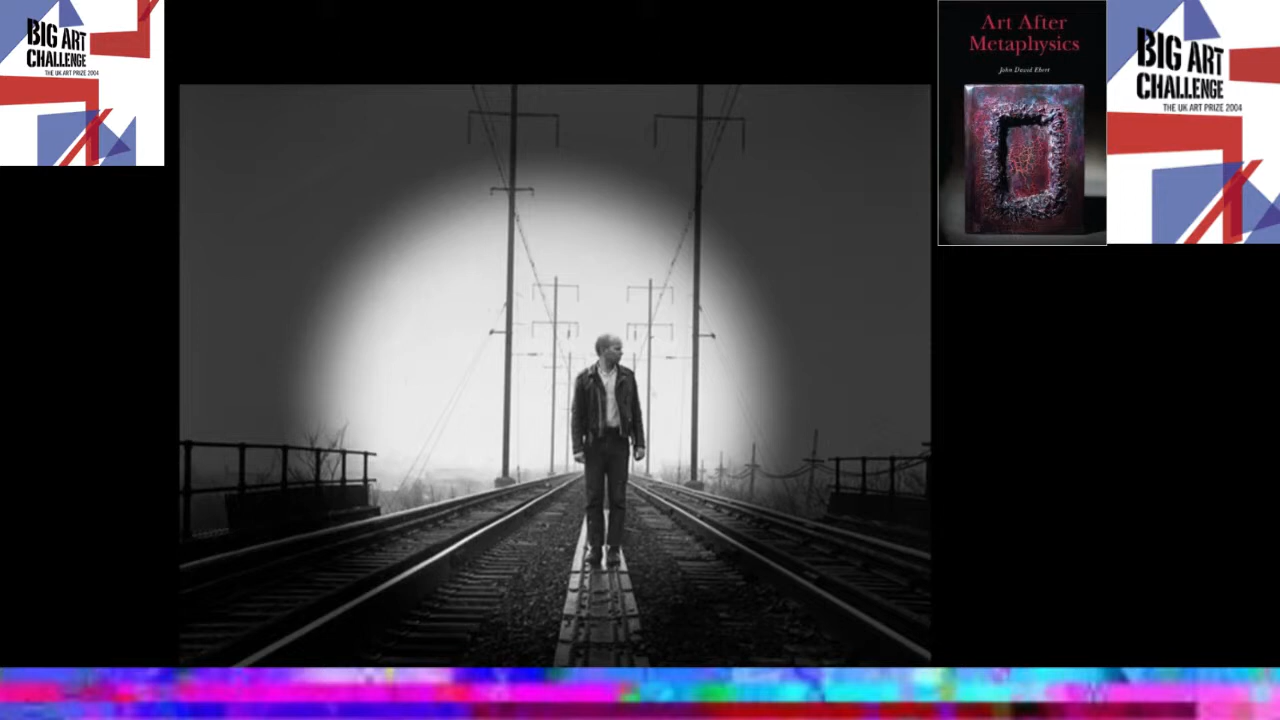 BIG ART
CHALLENGE
THE UK ART PRIZE 2004
Art After
Metaphysics
John David Ebert
BIG ART
CHALLENGE
THE UK ART PRIZE 2004